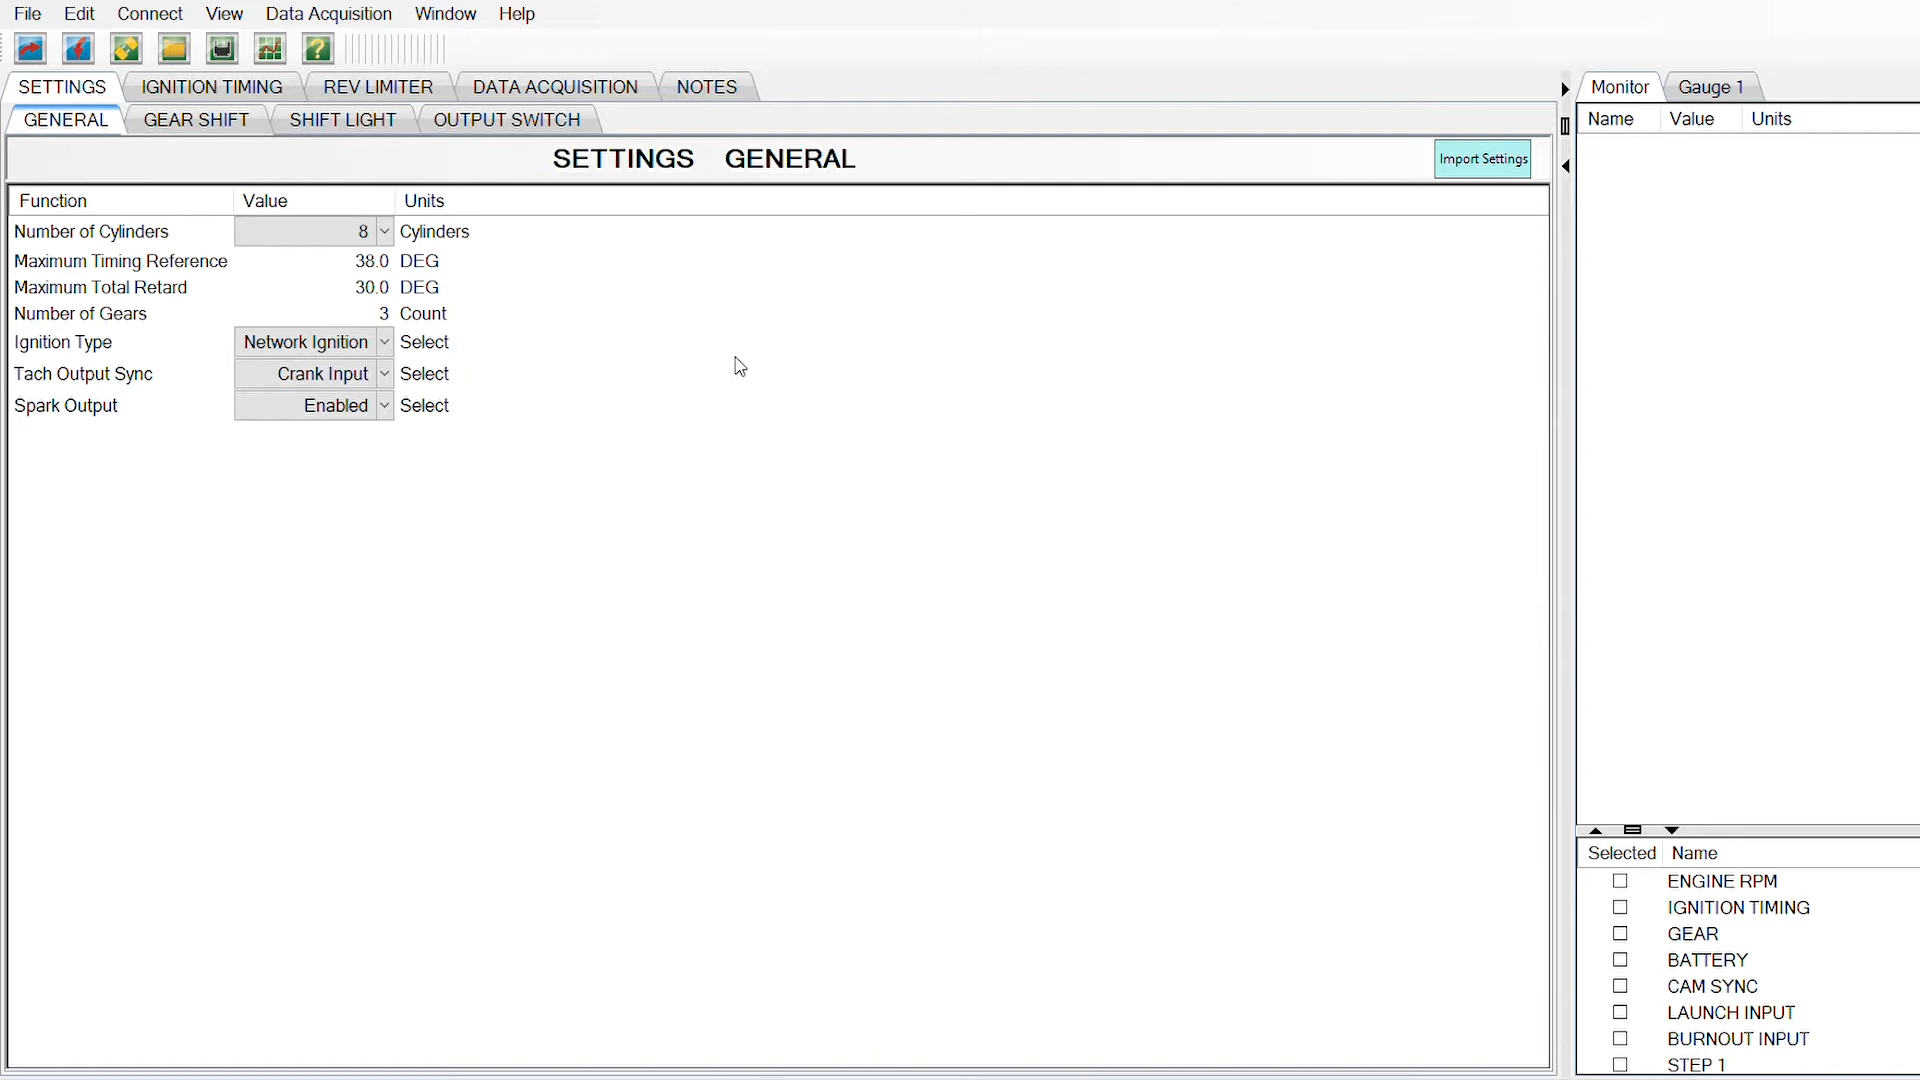 File Edit Connect View Data Acquisition Window Help
SETTINGS IGNITION TIMING REV LIMITER DATA ACQUISITION NOTES
GENERAL GEAR SHIFT SHIFT LIGHT OUTPUT SWITCH
SETTINGS GENERAL
Import Settings
Function Value Units
Number of Cylinders 8 Cylinders
Maximum Timing Reference 38.0 DEG
Maximum Total Retard 30.0 DEG
Number of Gears 3 Count
Ignition Type Network Ignition Select
Tach Output Sync Crank Input Select
Spark Output Enabled Select
Monitor Gauge 1
Name Value Units
Selected Name
ENGINE RPM
IGNITION TIMING
GEAR
BATTERY
CAM SYNC
LAUNCH INPUT
BURNOUT INPUT
STEP 1